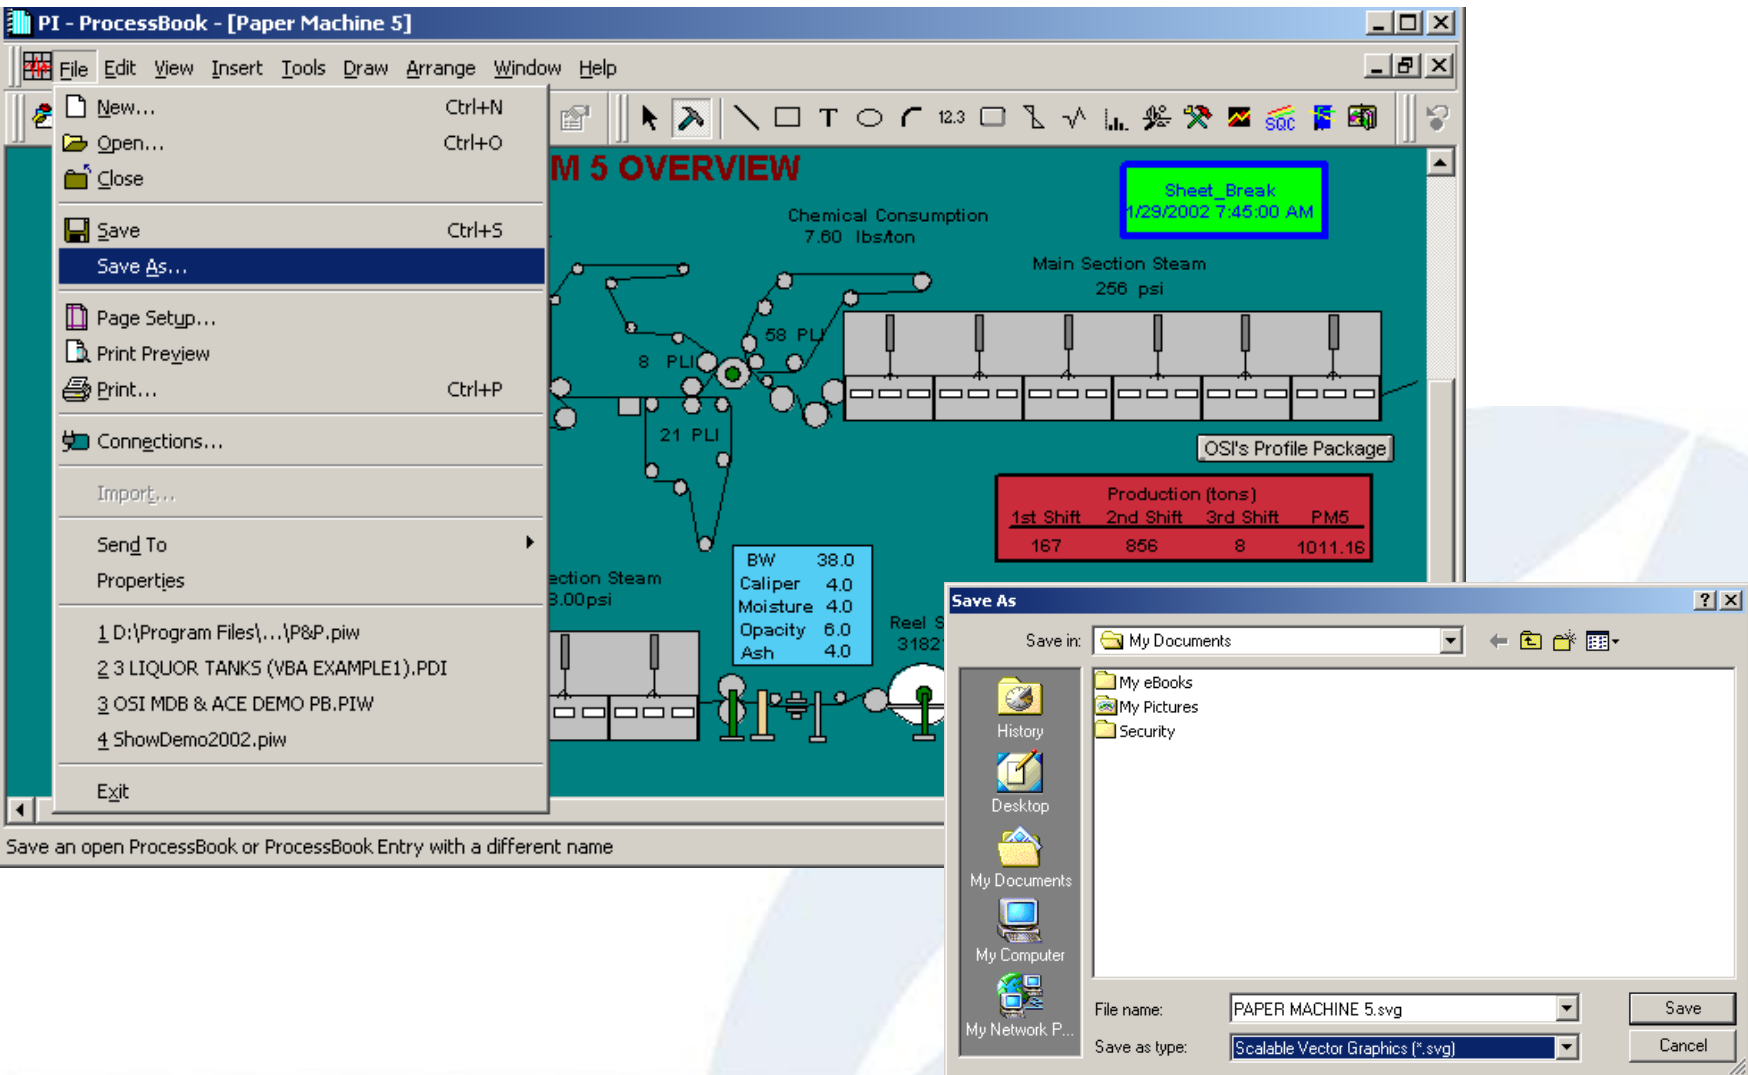 PI - ProcessBook - [Paper Machine 5]
File Edit View Insert Tools Draw Arrange Window Help
New... Ctrl+N
Open... Ctrl+O
Close
Save Ctrl+S
Save As...
Page Setup...
Print Preview
Print... Ctrl+P
Connections...
Import...
Send To
Properties
1 D:\Program Files\...\P&P.piw
2 3 LIQUOR TANKS (VBA EXAMPLE1).PDI
3 OSI MDB & ACE DEMO PB.PIW
4 ShowDemo2002.piw
Exit
12.3
SQC
M 5 OVERVIEW
Sheet_Break
1/29/2002 7:45:00 AM
Chemical Consumption
7.60 lbs/ton
Main Section Steam
256 psi
58 PLI
8 PLI
21 PLI
OSI's Profile Package
Production (tons)
1st Shift 2nd Shift 3rd Shift PM5
167 856 8 1011.16
ection Steam
8.00psi
BW 38.0
Caliper 4.0
Moisture 4.0
Opacity 6.0
Ash 4.0
Reel S
3182
Save an open ProcessBook or ProcessBook Entry with a different name
Save As
Save in: My Documents
History
Desktop
My Documents
My Computer
My Network P...
My eBooks
My Pictures
Security
File name: PAPER MACHINE 5.svg Save
Save as type: Scalable Vector Graphics (*.svg) Cancel